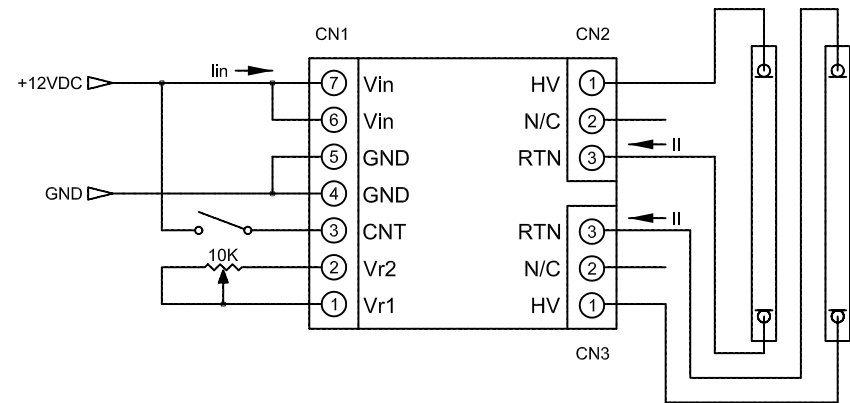 CN1 CN2
Iin
+12VDC 7 Vin HV 1
6 Vin N/C 2
5 GND RTN 3 Il
GND 4 GND
Il
3 CNT RTN 3
10K
2 Vr2 N/C 2
1 Vr1 HV 1
CN3